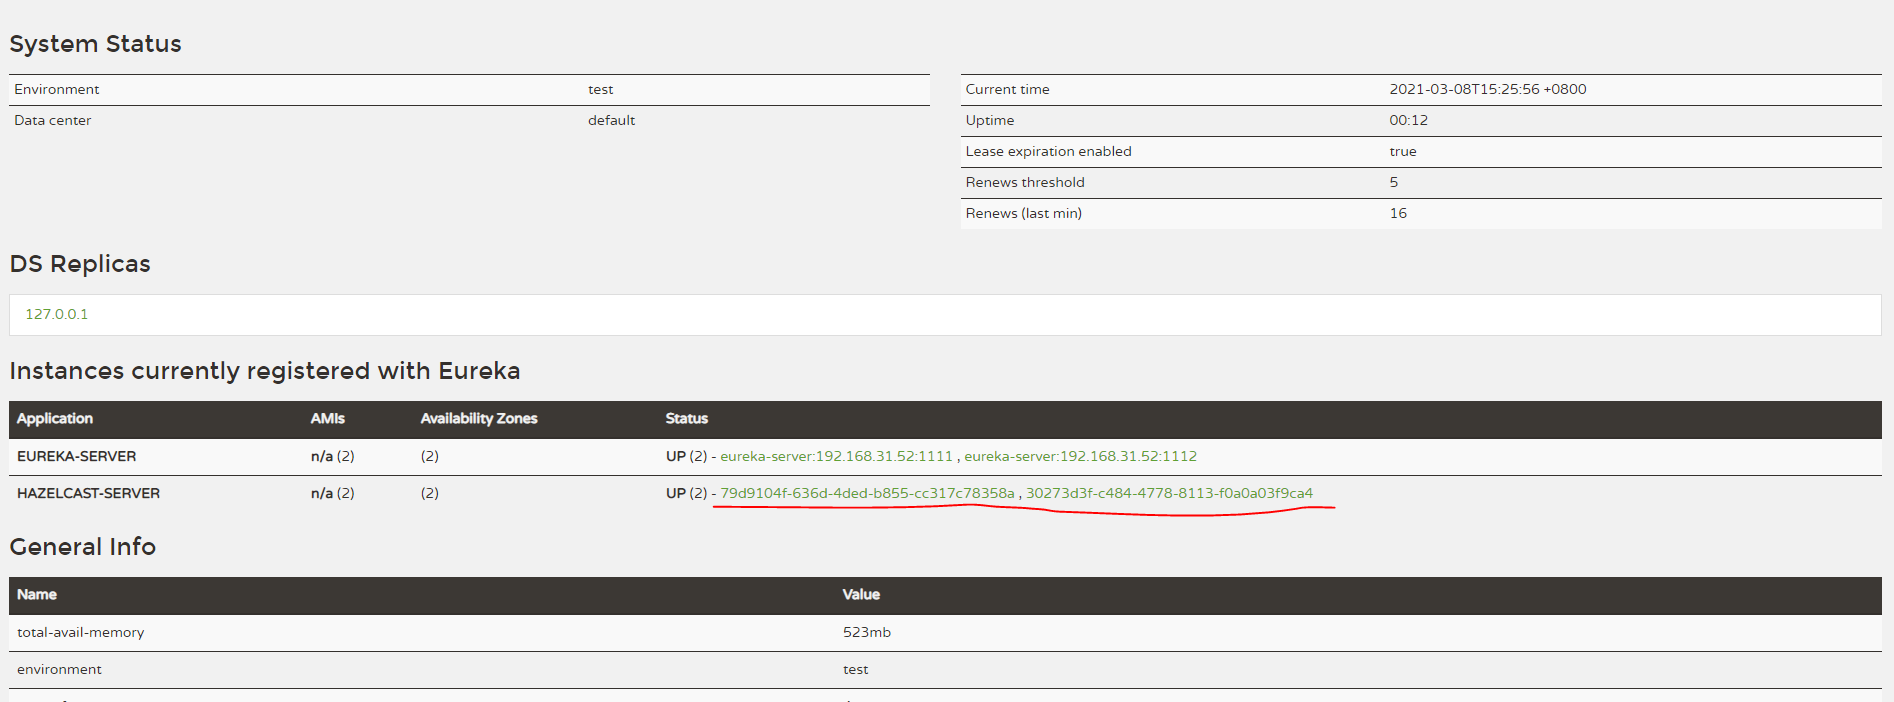 System Status
Environment test
Data center default
Current time 2021-03-08T15:25:56 +0800
Uptime 00:12
Lease expiration enabled true
Renews threshold 5
Renews (last min) 16
DS Replicas
127.0.0.1
Instances currently registered with Eureka
Application AMIs Availability Zones Status
EUREKA-SERVER n/a (2) (2) UP (2) - eureka-server:192.168.31.52:1111 , eureka-server:192.168.31.52:1112
HAZELCAST-SERVER n/a (2) (2) UP (2) - 79d9104f-636d-4ded-b855-cc317c78358a , 30273d3f-c484-4778-8113-f0a0a03f9ca4
General Info
Name Value
total-avail-memory 523mb
environment test